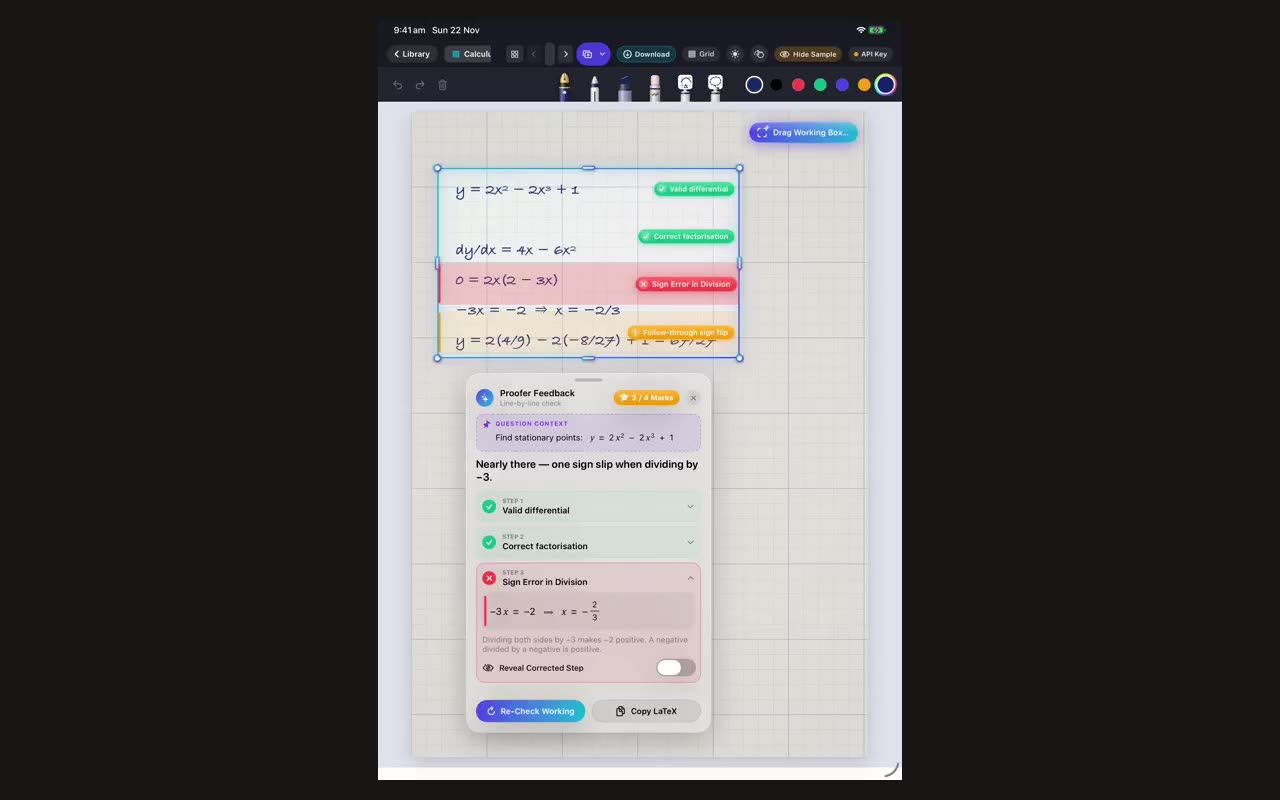 9:41 am Sun 22 Nov
Library
Calculu
Download
Grid
Hide Sample
API Key
Drag Working Box...
y = 2x² − 2x³ + 1
Valid differential
Correct factorisation
dy/dx = 4x − 6x²
0 = 2x(2 − 3x)
Sign Error in Division
−3x = −2 ⇒ x = −2/3
Follow-through sign flip
y = 2(4/9) − 2(−8/27) + 1
Proofer Feedback
Line-by-line check
3 / 4 Marks
QUESTION CONTEXT
Find stationary points: y = 2x² − 2x³ + 1
Nearly there — one sign slip when dividing by
−3.
STEP 1
Valid differential
STEP 2
Correct factorisation
STEP 3
Sign Error in Division
−3x = −2 ⟹ x = −2/3
Dividing both sides by −3 makes −2 positive. A negative
divided by a negative is positive.
Reveal Corrected Step
Re-Check Working
Copy LaTeX